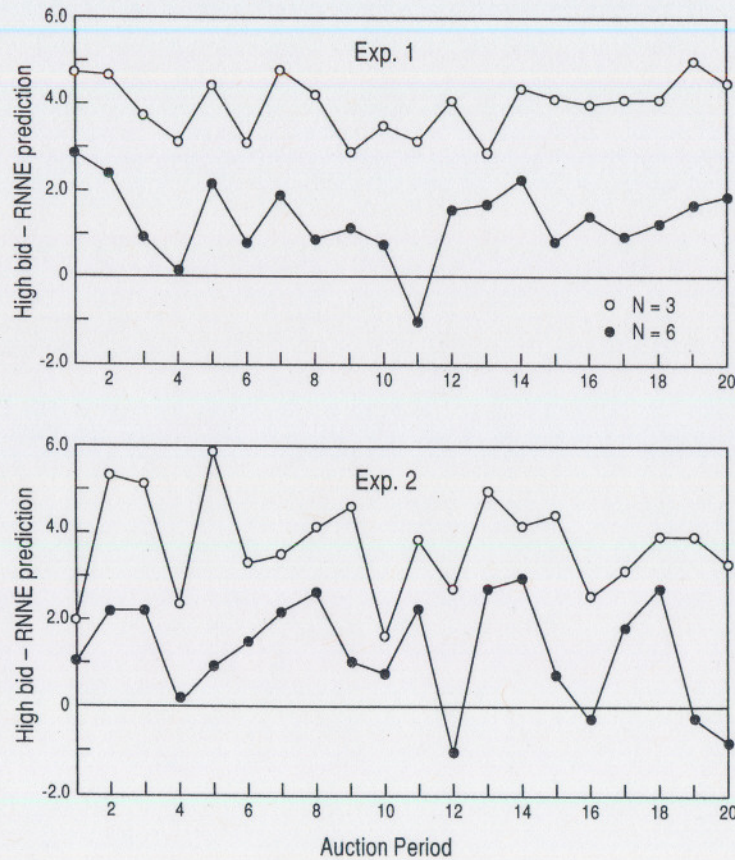 6.0
Exp. 1
4.0
2.0
0
-2.0
High bid – RNNE prediction
N = 3
N = 6
2 4 6 8 10 12 14 16 18 20
6.0
Exp. 2
4.0
2.0
0
-2.0
High bid – RNNE prediction
2 4 6 8 10 12 14 16 18 20
Auction Period